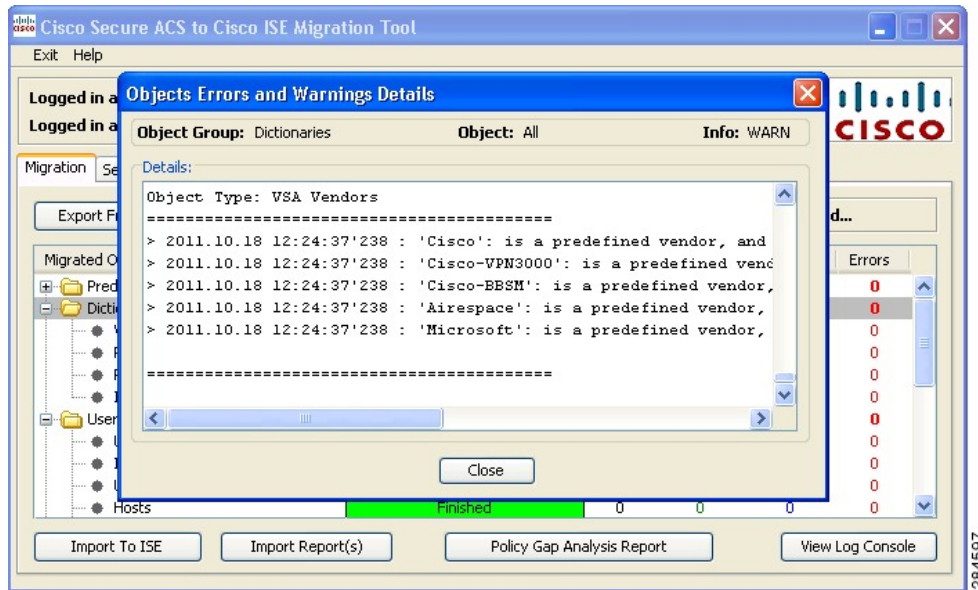 Cisco Secure ACS to Cisco ISE Migration Tool
Exit Help
Logged in a
Logged in a
CISCO
Objects Errors and Warnings Details
Object Group: Dictionaries Object: All Info: WARN
Migration Se
Details:
Export F d...
Object Type: VSA Vendors
==========================================
> 2011.10.18 12:24:37'238 : 'Cisco': is a predefined vendor, and
> 2011.10.18 12:24:37'238 : 'Cisco-VPN3000': is a predefined vend
> 2011.10.18 12:24:37'238 : 'Cisco-BBSM': is a predefined vendor,
> 2011.10.18 12:24:37'238 : 'Airespace': is a predefined vendor,
> 2011.10.18 12:24:37'238 : 'Microsoft': is a predefined vendor,
==========================================
Close
Migrated O Errors
Pred 0
Dicti 0
0
0
0
0
User 0
0
0
0
Hosts Finished 0 0 0 0
Import To ISE Import Report(s) Policy Gap Analysis Report View Log Console
284597